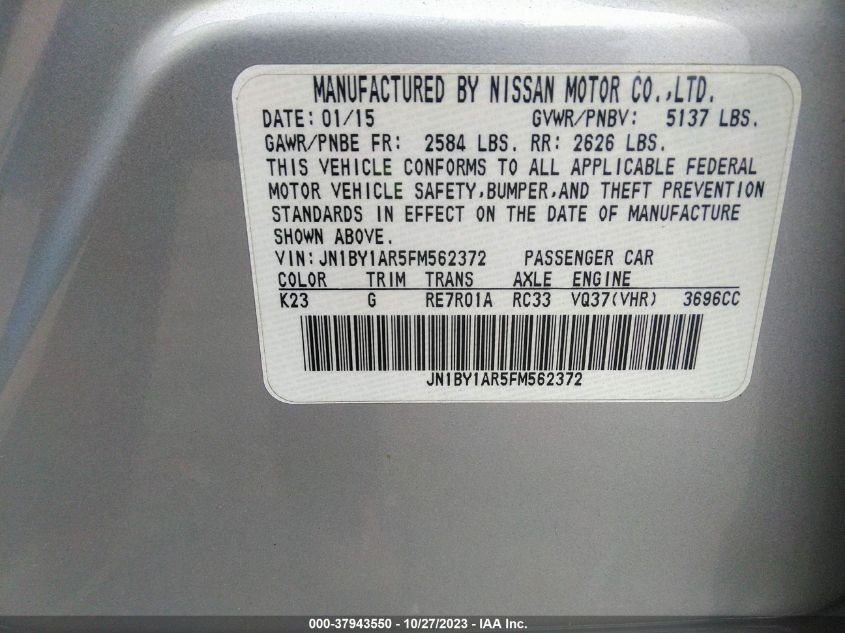 MANUFACTURED BY NISSAN MOTOR CO.,LTD.
DATE: 01/15 GVWR/PNBV: 5137 LBS.
GAWR/PNBE FR: 2584 LBS. RR: 2626 LBS.
THIS VEHICLE CONFORMS TO ALL APPLICABLE FEDERAL
MOTOR VEHICLE SAFETY,BUMPER,AND THEFT PREVENTION
STANDARDS IN EFFECT ON THE DATE OF MANUFACTURE
SHOWN ABOVE.
VIN:JN1BY1AR5FM562372 PASSENGER CAR
COLOR TRIM TRANS AXLE ENGINE
K23 G RE7R01A RC33 VQ37(VHR) 3696CC
JN1BY1AR5FM562372
000-37943550 - 10/27/2023 - IAA Inc.